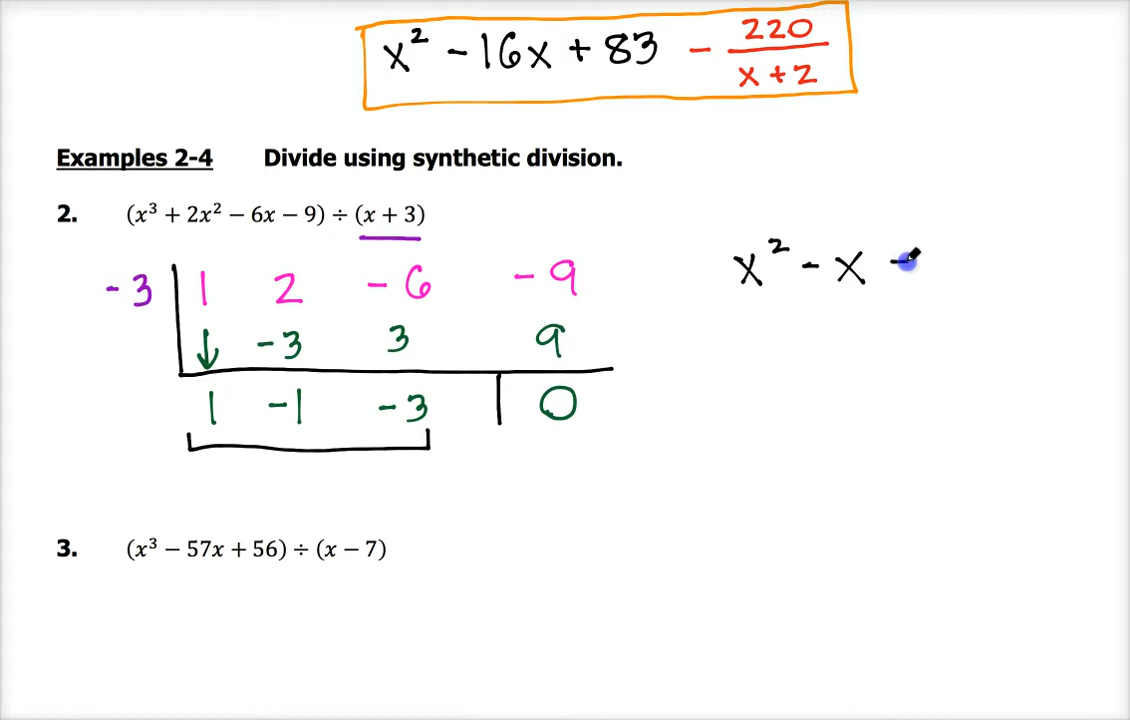 x² - 16x + 83 - 220/(x + 2)
Examples 2-4 Divide using synthetic division.
2. (x³ + 2x² − 6x − 9) ÷ (x + 3)
x² - x -
-3 | 1 2 -6 -9
↓ -3 3 9
1 -1 -3 | 0
3. (x³ − 57x + 56) ÷ (x − 7)